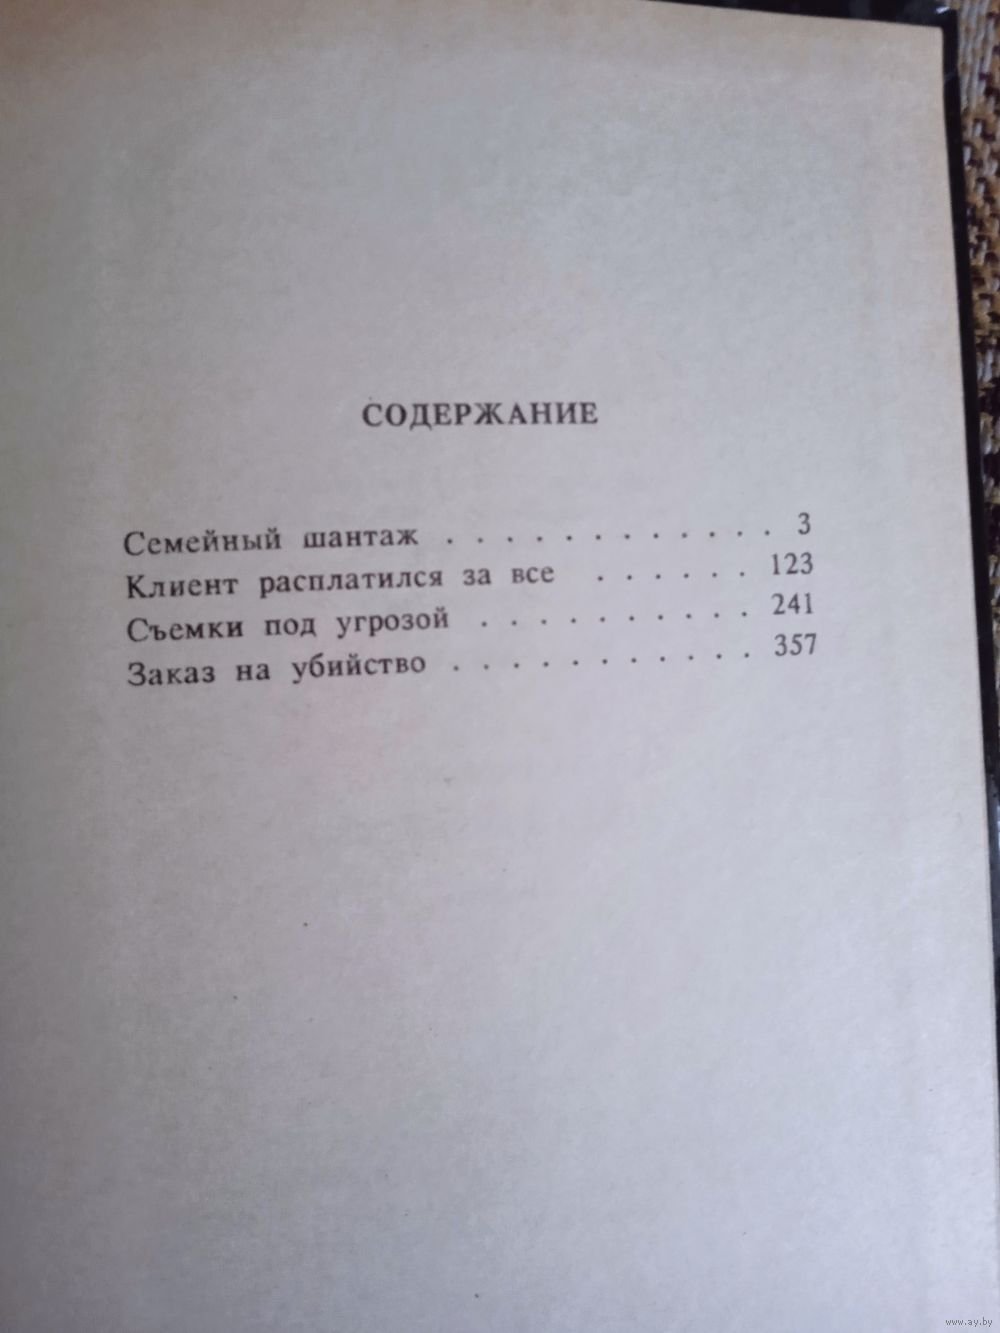 СОДЕРЖАНИЕ
Семейный шантаж . . . . . . . . . . . . 3
Клиент расплатился за все . . . . . . 123
Съемки под угрозой . . . . . . . . . . 241
Заказ на убийство . . . . . . . . . . . 357
www.ay.by